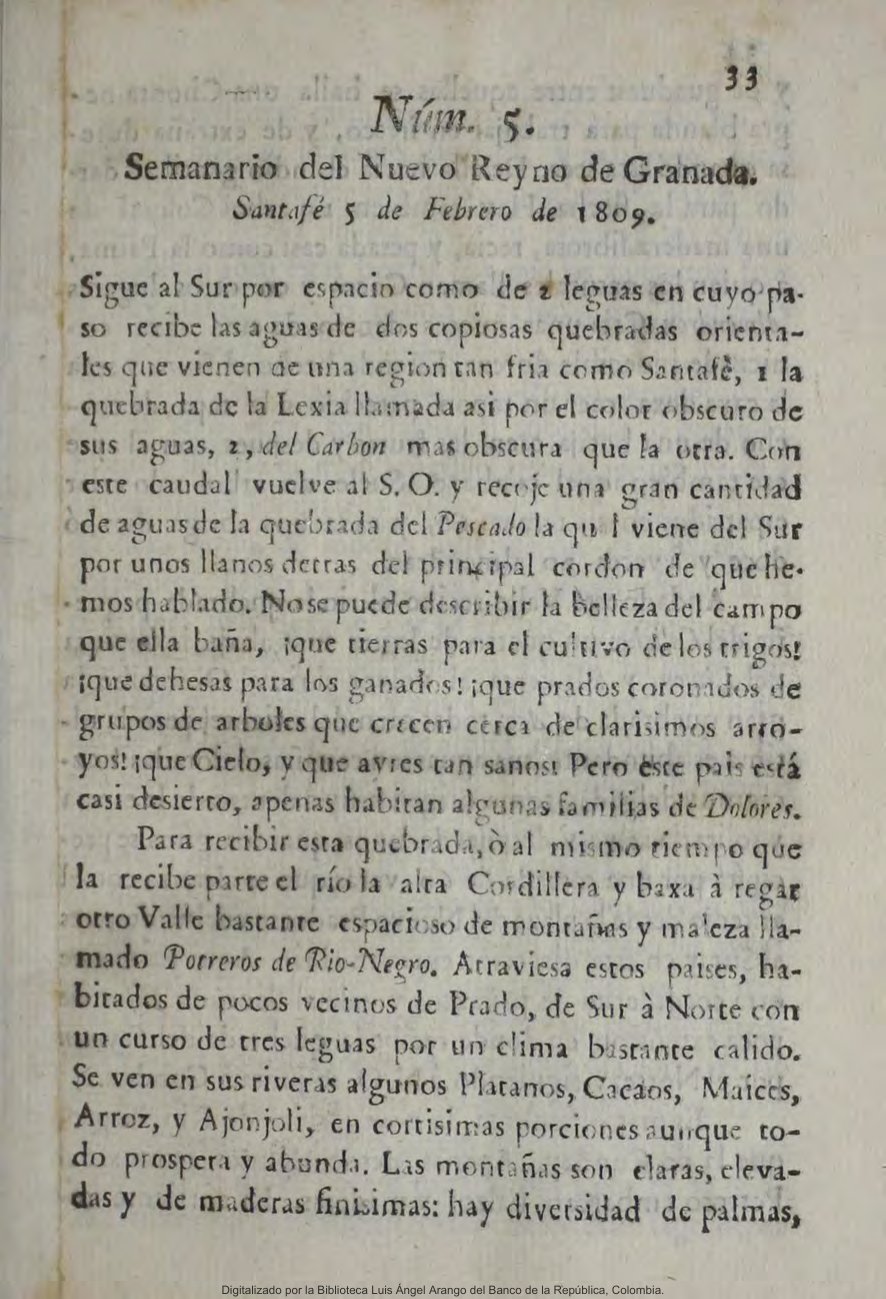 33
Núm. 5.
Semanario del Nuevo Reyno de Granada.
Santafé 5 de Febrero de 1809.
Sigue al Sur por espacio como de 2 leguas en cuyo pa-
so recibe las aguas de dos copiosas quebradas orienta-
les que vienen de una region tan fria como Santafè, 1 la
quebrada de la Lexia llamada asi por el color obscuro de
sus aguas, 2, del Carbon mas obscura que la otra. Con
este caudal vuelve al S. O. y recoje una gran cantidad
de aguas de la quebrada del Pescado la qu l viene del Sur
por unos llanos detras del principal cordon de que he-
mos hablado. No se puede describir la belleza del campo
que ella baña, ¡que tierras para el cultivo de los trigos!
¡que dehesas para los ganados! ¡que prados coronados de
grupos de arboles que crecen cerca de clarisimos arro-
yos! ¡que Cielo, y que ayres tan sanos! Pero èste pais está
casi desierto, apenas habitan algunas familias de Dolores.
Para recibir esta quebrada, ò al mismo tiempo que
la recibe parte el río la alta Cordillera y baxa à regar
otro Valle bastante espacioso de montañas y maleza lla-
mado Potreros de Rio-Negro. Atraviesa estos paises, ha-
bitados de pocos vecinos de Prado, de Sur à Norte con
un curso de tres leguas por un clima bastante calido.
Se ven en sus riveras algunos Platanos, Cacaos, Maices,
Arroz, y Ajonjoli, en cortisimas porciones aunque to-
do prospera y abunda. Las montañas son claras, eleva-
das y de maderas finisimas: hay diversidad de palmas,
Digitalizado por la Biblioteca Luis Ángel Arango del Banco de la República, Colombia.